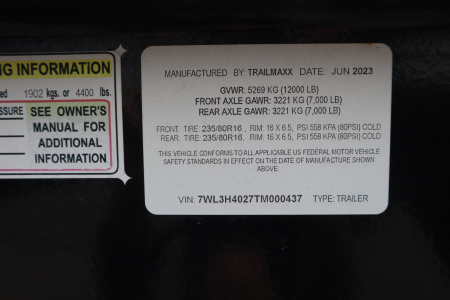 NG INFORMATION
1902 kgs. or 4400 lbs.
SEE OWNER'S
MANUAL FOR
ADDITIONAL
INFORMATION
MANUFACTURED BY: TRAILMAXX DATE: JUN 2023
GVWR: 5269 KG (12000 LB)
FRONT AXLE GAWR: 3221 KG (7,000 LB)
REAR AXLE GAWR: 3221 KG (7,000 LB)
FRONT: TIRE: 235/80R16 , RIM: 16 X 6.5, PSI 558 KPA (80PSI) COLD
REAR: TIRE: 235/80R16 , RIM: 16 X 6.5, PSI 558 KPA (80PSI) COLD
THIS VEHICLE CONFORMS TO ALL APPLICABLE US FEDERAL MOTOR VEHICLE
SAFETY STANDARDS IN EFFECT ON THE DATE OF MANUFACTURE SHOWN
ABOVE.
VIN: 7WL3H4027TM000437 TYPE: TRAILER